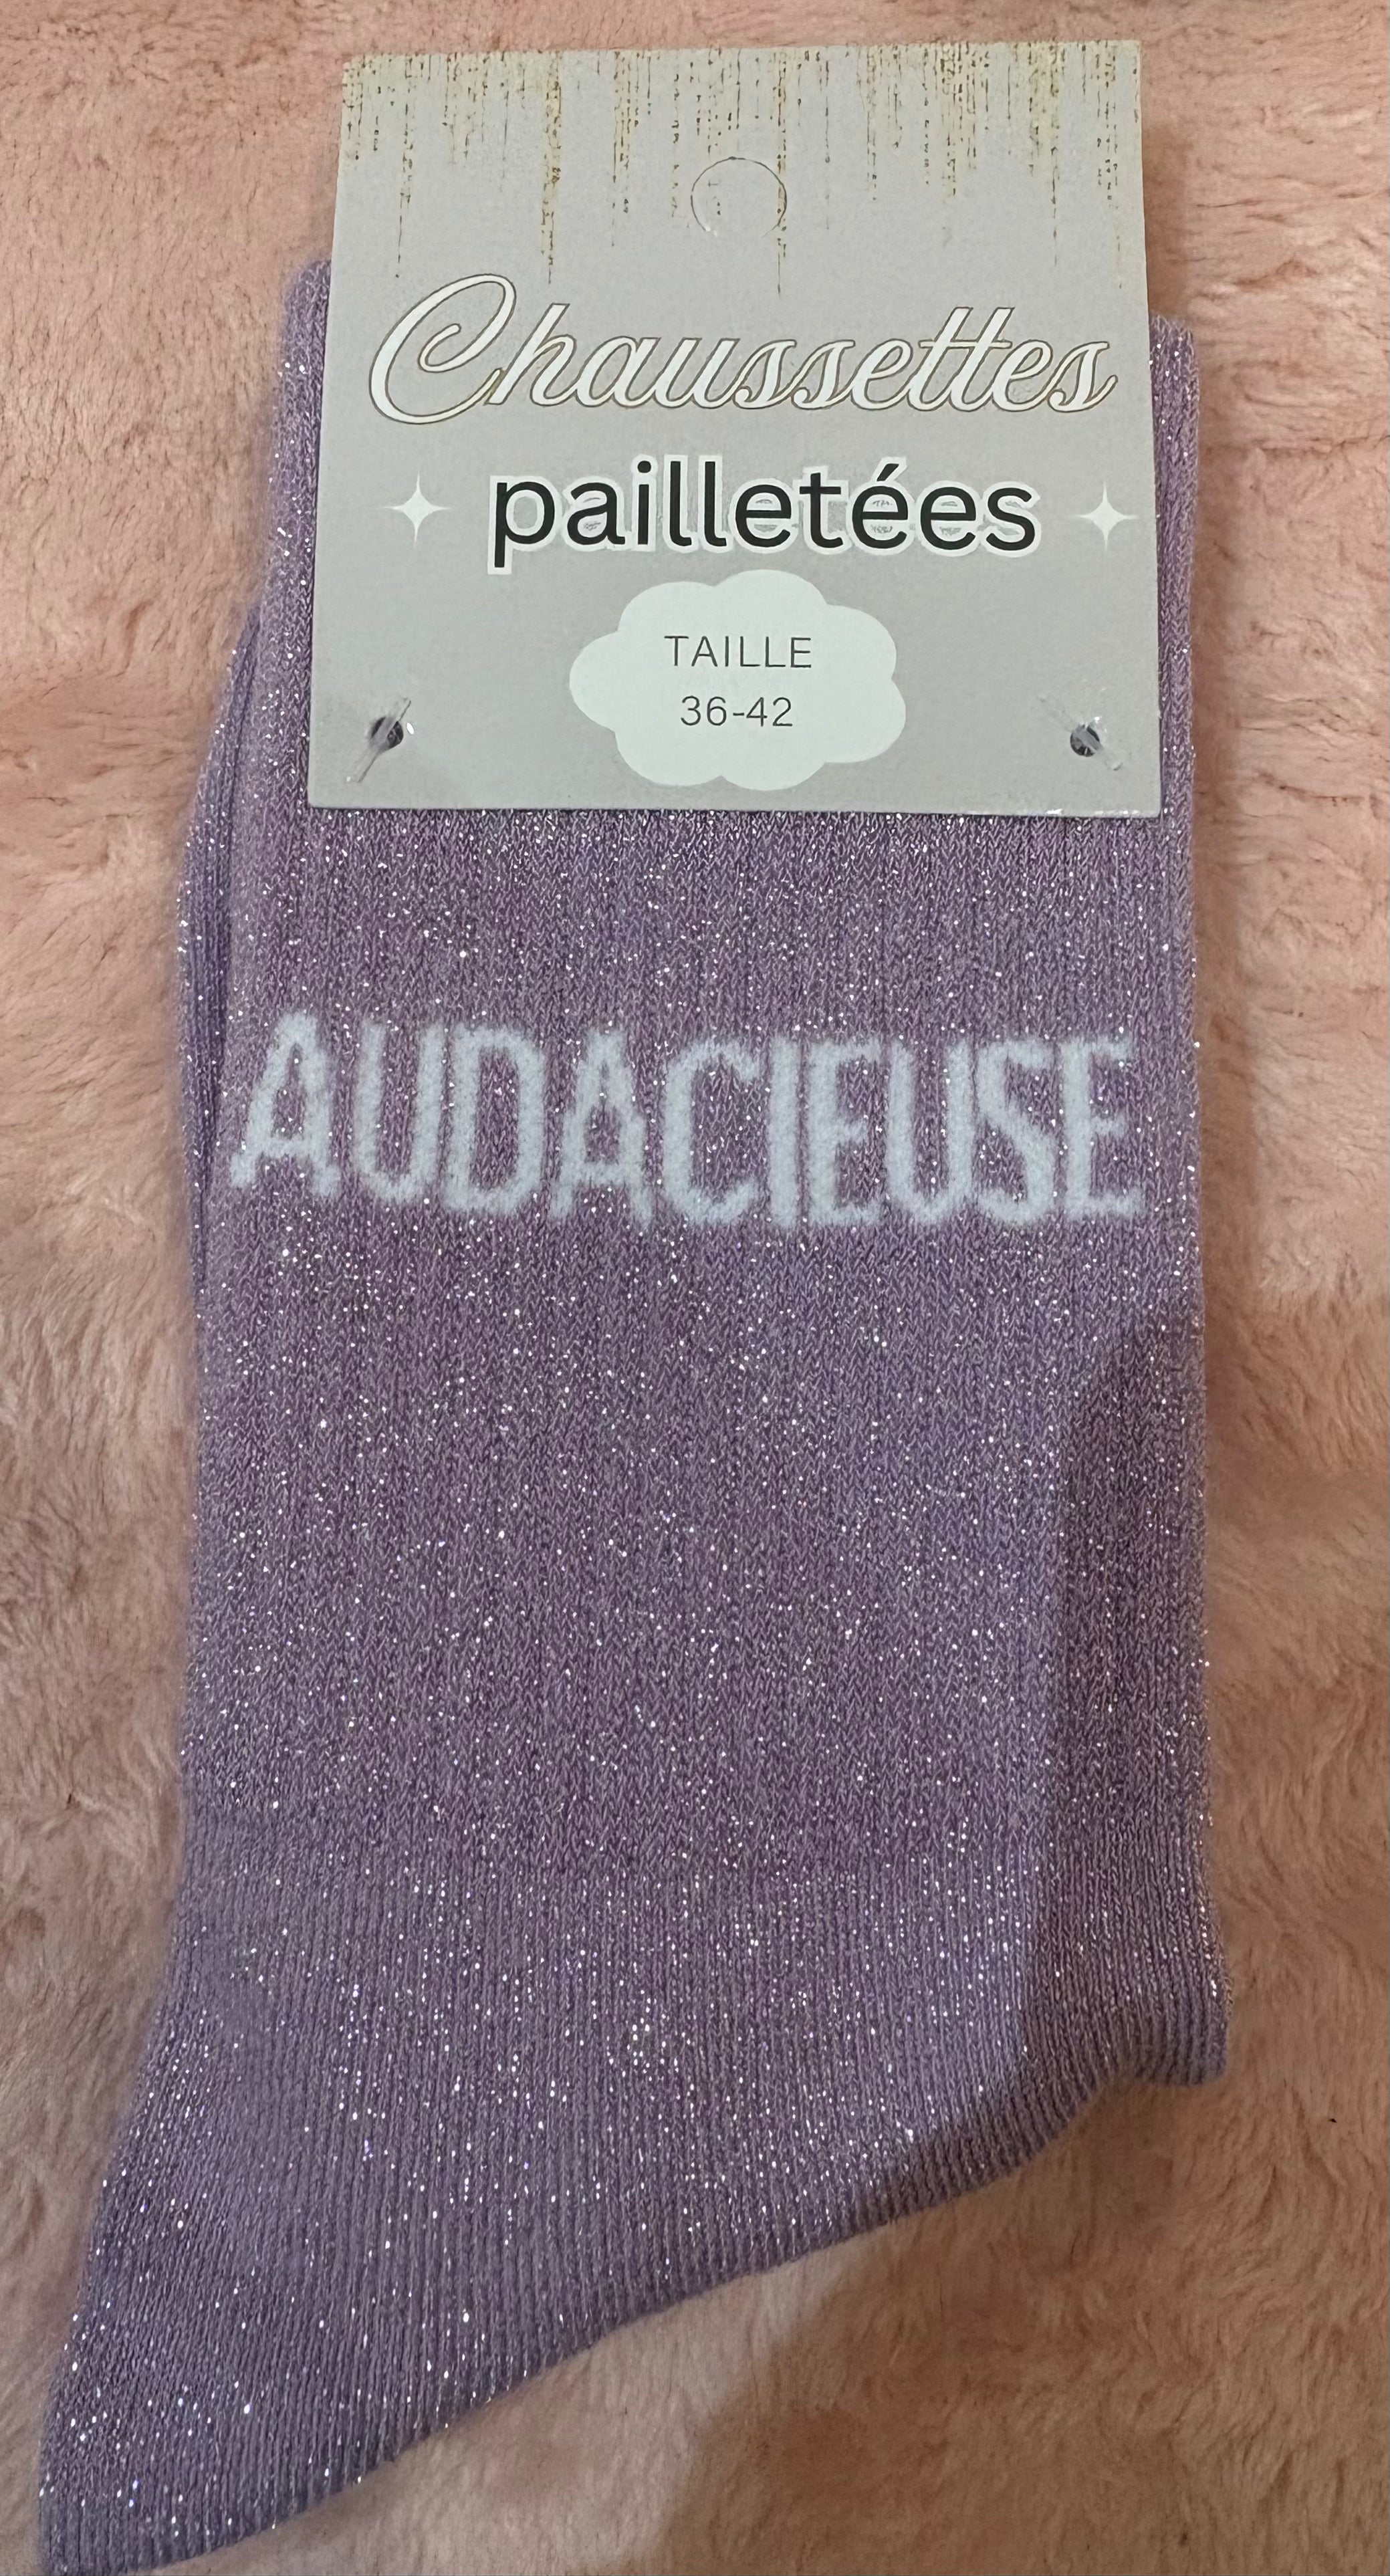 Chaussettes
pailletées
TAILLE
36-42
AUDACIEUSE